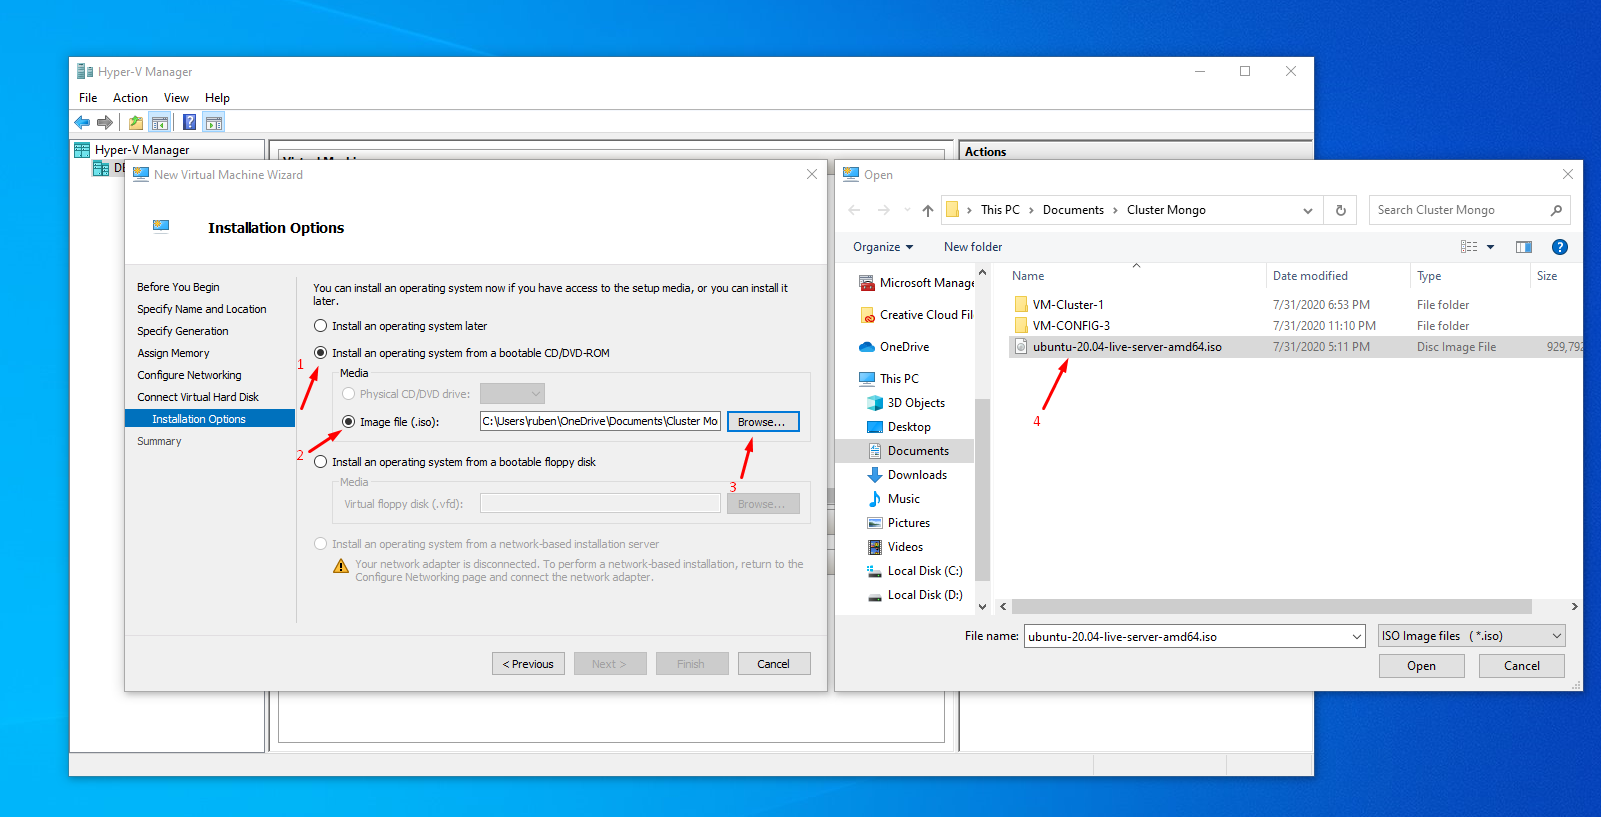 Hyper-V Manager
File Action View Help
Hyper-V Manager
Actions
New Virtual Machine Wizard
Installation Options
Before You Begin
Specify Name and Location
Specify Generation
Assign Memory
Configure Networking
Connect Virtual Hard Disk
Installation Options
Summary
You can install an operating system now if you have access to the setup media, or you can install it
later.
Install an operating system later
1
Install an operating system from a bootable CD/DVD-ROM
Media
Physical CD/DVD drive:
2
Image file (.iso):
C:\Users\ruben\OneDrive\Documents\Cluster Mo
Browse...
3
Install an operating system from a bootable floppy disk
Media
Virtual floppy disk (.vfd):
Browse...
Install an operating system from a network-based installation server
Your network adapter is disconnected. To perform a network-based installation, return to the
Configure Networking page and connect the network adapter.
< Previous
Next >
Finish
Cancel
Open
This PC > Documents > Cluster Mongo
Search Cluster Mongo
Organize
New folder
Microsoft Manage
Creative Cloud Fil
OneDrive
This PC
3D Objects
Desktop
Documents
Downloads
Music
Pictures
Videos
Local Disk (C:)
Local Disk (D:)
Name Date modified Type Size
VM-Cluster-1 7/31/2020 6:53 PM File folder
VM-CONFIG-3 7/31/2020 11:10 PM File folder
ubuntu-20.04-live-server-amd64.iso 7/31/2020 5:11 PM Disc Image File 929,792
4
File name: ubuntu-20.04-live-server-amd64.iso
ISO Image files ( *.iso)
Open
Cancel